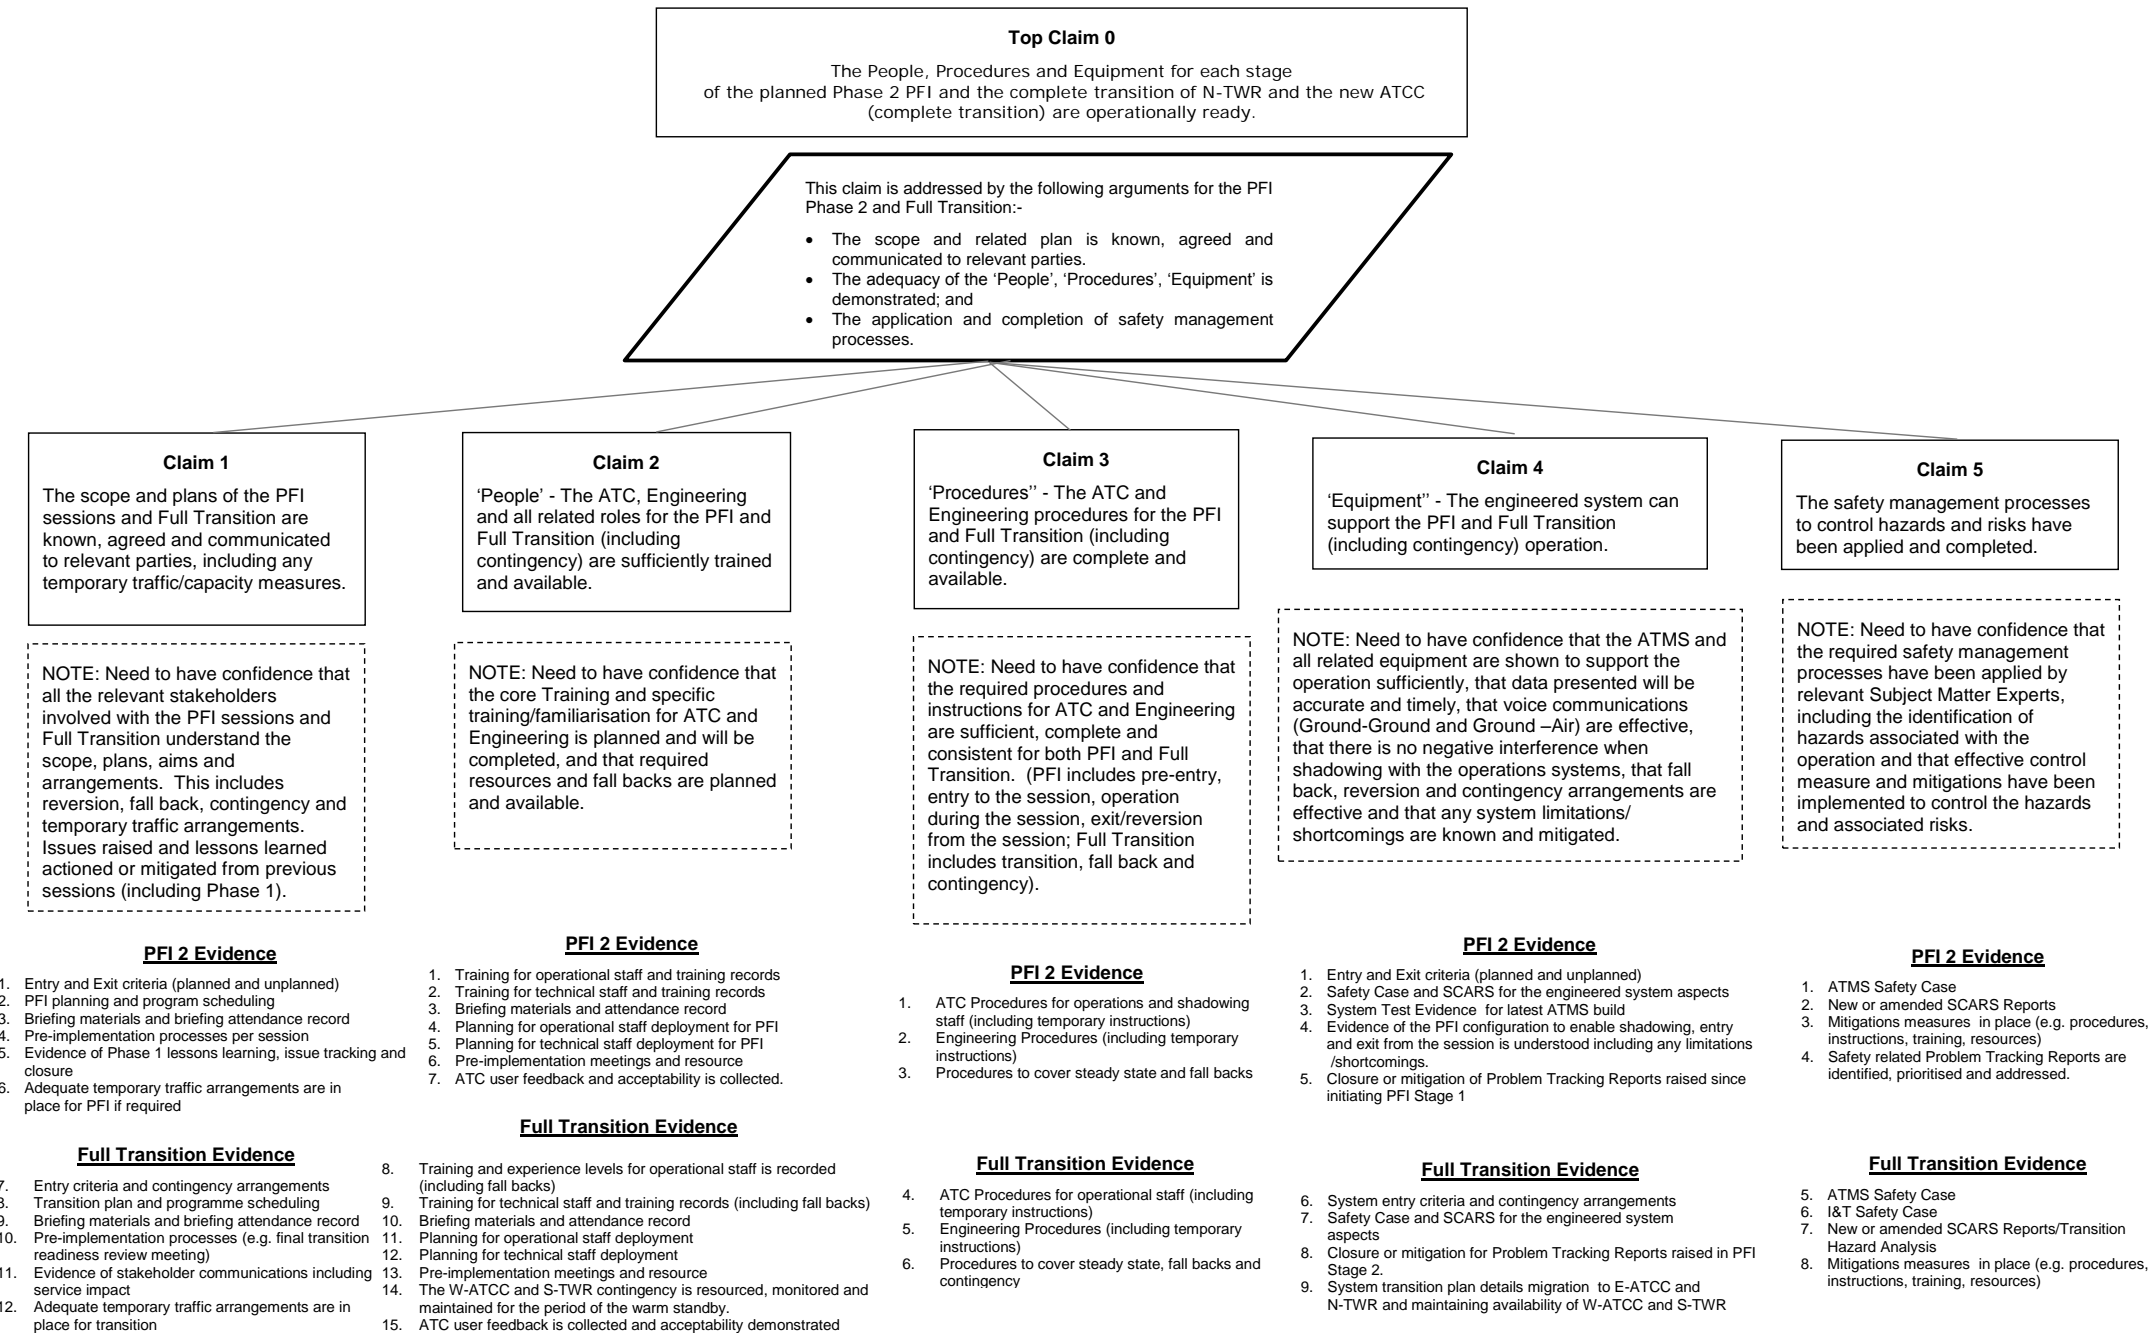 Top Claim 0
The People, Procedures and Equipment for each stage
of the planned Phase 2 PFI and the complete transition of N-TWR and the new ATCC
(complete transition) are operationally ready.
This claim is addressed by the following arguments for the PFI
Phase 2 and Full Transition:-
• The scope and related plan is known, agreed and
communicated to relevant parties.
• The adequacy of the ‘People’, ‘Procedures’, ‘Equipment’ is
demonstrated; and
• The application and completion of safety management
processes.
Claim 1
The scope and plans of the PFI
sessions and Full Transition are
known, agreed and communicated
to relevant parties, including any
temporary traffic/capacity measures.
NOTE: Need to have confidence that
all the relevant stakeholders
involved with the PFI sessions and
Full Transition understand the
scope, plans, aims and
arrangements. This includes
reversion, fall back, contingency and
temporary traffic arrangements.
Issues raised and lessons learned
actioned or mitigated from previous
sessions (including Phase 1).
PFI 2 Evidence
1. Entry and Exit criteria (planned and unplanned)
2. PFI planning and program scheduling
3. Briefing materials and briefing attendance record
4. Pre-implementation processes per session
5. Evidence of Phase 1 lessons learning, issue tracking and
closure
6. Adequate temporary traffic arrangements are in
place for PFI if required
Full Transition Evidence
7. Entry criteria and contingency arrangements
8. Transition plan and programme scheduling
9. Briefing materials and briefing attendance record
10. Pre-implementation processes (e.g. final transition
readiness review meeting)
11. Evidence of stakeholder communications including
service impact
12. Adequate temporary traffic arrangements are in
place for transition
Claim 2
‘People’ - The ATC, Engineering
and all related roles for the PFI and
Full Transition (including
contingency) are sufficiently trained
and available.
NOTE: Need to have confidence that
the core Training and specific
training/familiarisation for ATC and
Engineering is planned and will be
completed, and that required
resources and fall backs are planned
and available.
PFI 2 Evidence
1. Training for operational staff and training records
2. Training for technical staff and training records
3. Briefing materials and attendance record
4. Planning for operational staff deployment for PFI
5. Planning for technical staff deployment for PFI
6. Pre-implementation meetings and resource
7. ATC user feedback and acceptability is collected.
Full Transition Evidence
8. Training and experience levels for operational staff is recorded
(including fall backs)
9. Training for technical staff and training records (including fall backs)
10. Briefing materials and attendance record
11. Planning for operational staff deployment
12. Planning for technical staff deployment
13. Pre-implementation meetings and resource
14. The W-ATCC and S-TWR contingency is resourced, monitored and
maintained for the period of the warm standby.
15. ATC user feedback is collected and acceptability demonstrated
Claim 3
‘Procedures’' - The ATC and
Engineering procedures for the PFI
and Full Transition (including
contingency) are complete and
available.
NOTE: Need to have confidence that
the required procedures and
instructions for ATC and Engineering
are sufficient, complete and
consistent for both PFI and Full
Transition. (PFI includes pre-entry,
entry to the session, operation
during the session, exit/reversion
from the session; Full Transition
includes transition, fall back and
contingency).
PFI 2 Evidence
1. ATC Procedures for operations and shadowing
staff (including temporary instructions)
2. Engineering Procedures (including temporary
instructions)
3. Procedures to cover steady state and fall backs
Full Transition Evidence
4. ATC Procedures for operational staff (including
temporary instructions)
5. Engineering Procedures (including temporary
instructions)
6. Procedures to cover steady state, fall backs and
contingency
Claim 4
‘Equipment’' - The engineered system can
support the PFI and Full Transition
(including contingency) operation.
NOTE: Need to have confidence that the ATMS and
all related equipment are shown to support the
operation sufficiently, that data presented will be
accurate and timely, that voice communications
(Ground-Ground and Ground –Air) are effective,
that there is no negative interference when
shadowing with the operations systems, that fall
back, reversion and contingency arrangements are
effective and that any system limitations/
shortcomings are known and mitigated.
PFI 2 Evidence
1. Entry and Exit criteria (planned and unplanned)
2. Safety Case and SCARS for the engineered system aspects
3. System Test Evidence for latest ATMS build
4. Evidence of the PFI configuration to enable shadowing, entry
and exit from the session is understood including any limitations
/shortcomings.
5. Closure or mitigation of Problem Tracking Reports raised since
initiating PFI Stage 1
Full Transition Evidence
6. System entry criteria and contingency arrangements
7. Safety Case and SCARS for the engineered system
aspects
8. Closure or mitigation for Problem Tracking Reports raised in PFI
Stage 2.
9. System transition plan details migration to E-ATCC and
N-TWR and maintaining availability of W-ATCC and S-TWR
Claim 5
The safety management processes
to control hazards and risks have
been applied and completed.
NOTE: Need to have confidence that
the required safety management
processes have been applied by
relevant Subject Matter Experts,
including the identification of
hazards associated with the
operation and that effective control
measure and mitigations have been
implemented to control the hazards
and associated risks.
PFI 2 Evidence
1. ATMS Safety Case
2. New or amended SCARS Reports
3. Mitigations measures in place (e.g. procedures,
instructions, training, resources)
4. Safety related Problem Tracking Reports are
identified, prioritised and addressed.
Full Transition Evidence
5. ATMS Safety Case
6. I&T Safety Case
7. New or amended SCARS Reports/Transition
Hazard Analysis
8. Mitigations measures in place (e.g. procedures,
instructions, training, resources)